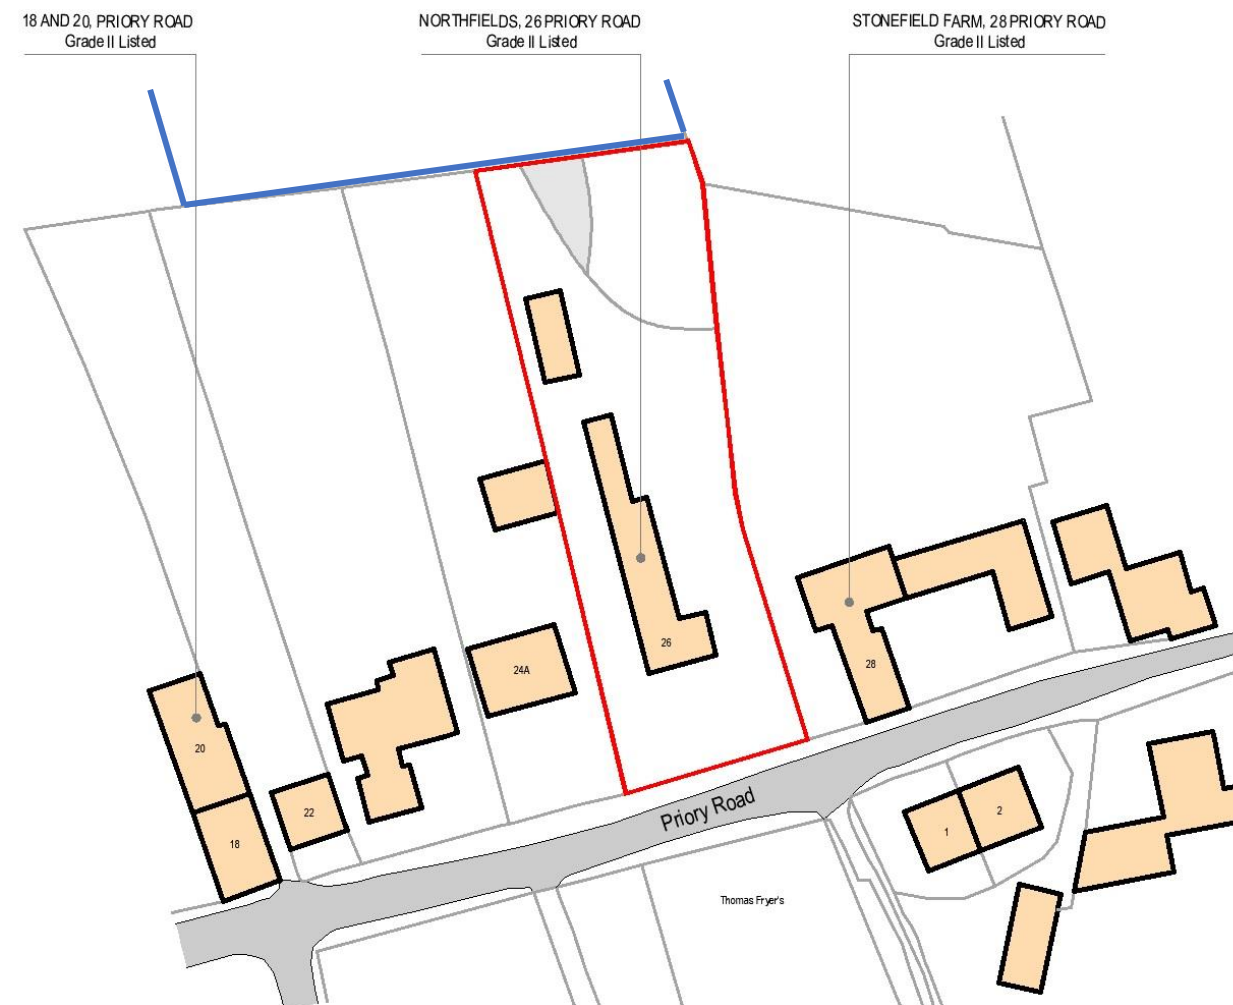 18 AND 20, PRIORY ROAD
Grade II Listed
NORTHFIELDS, 26 PRIORY ROAD
Grade II Listed
STONEFIELD FARM, 28 PRIORY ROAD
Grade II Listed
26
24A
28
20
22
18
Priory Road
1
2
Thomas Fryer's